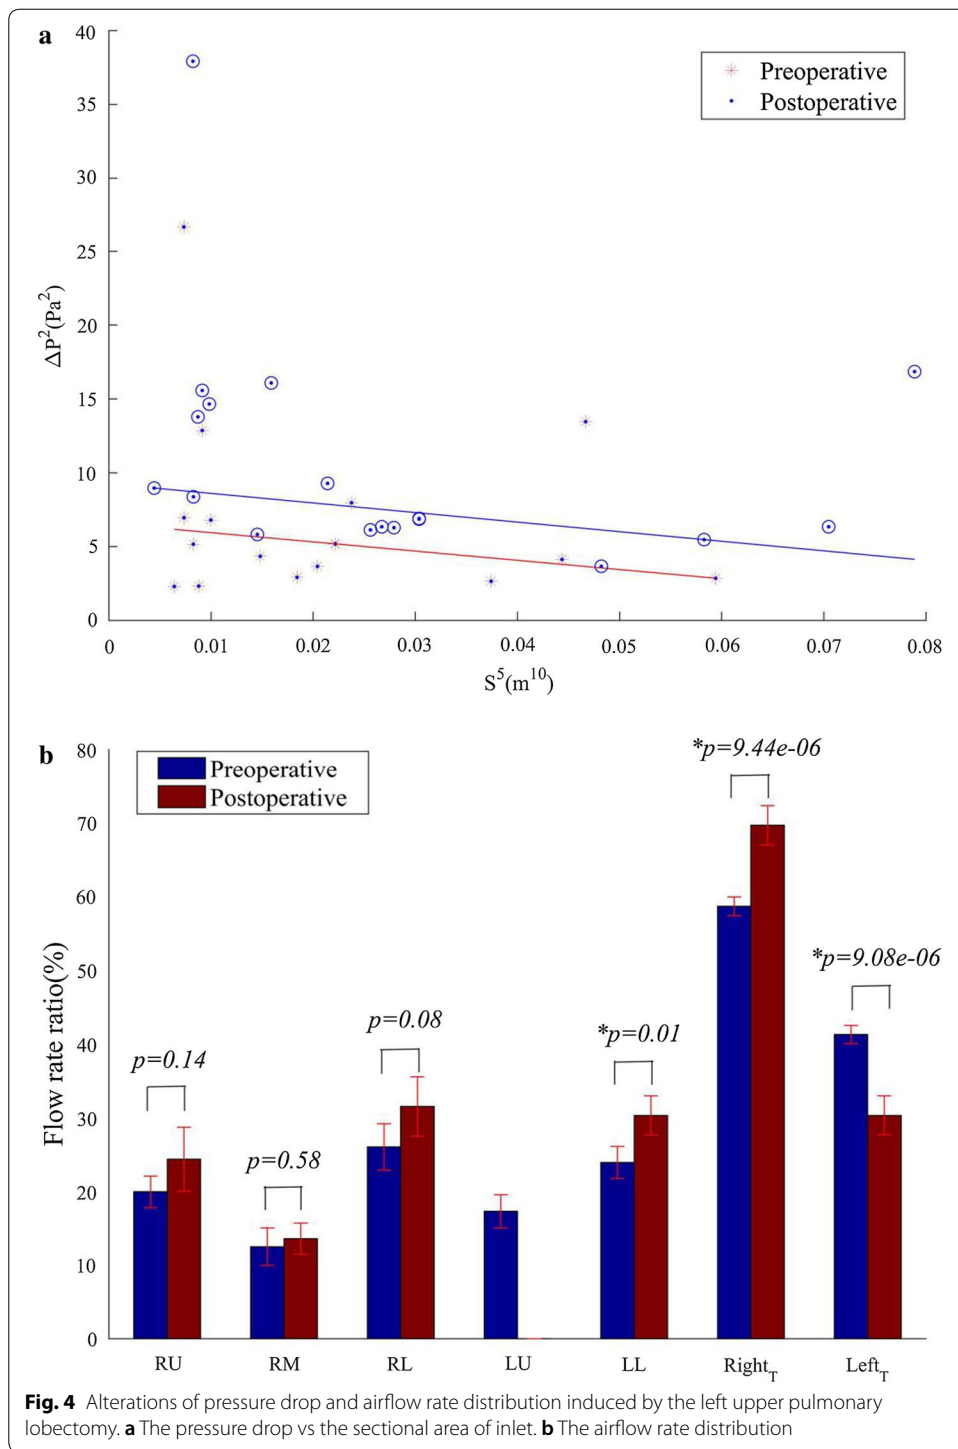 a
40
35
30
25
20
15
10
5
0
ΔP²(Pa²)
Preoperative
Postoperative
0 0.01 0.02 0.03 0.04 0.05 0.06 0.07 0.08
S⁵(m¹⁰)
b
80
70
60
50
40
30
20
10
0
Flow rate ratio(%)
Preoperative
Postoperative
p=0.14
p=0.58
p=0.08
*p=0.01
*p=9.44e-06
*p=9.08e-06
RU RM RL LU LL Right_T Left_T
Fig. 4 Alterations of pressure drop and airflow rate distribution induced by the left upper pulmonary
lobectomy. a The pressure drop vs the sectional area of inlet. b The airflow rate distribution